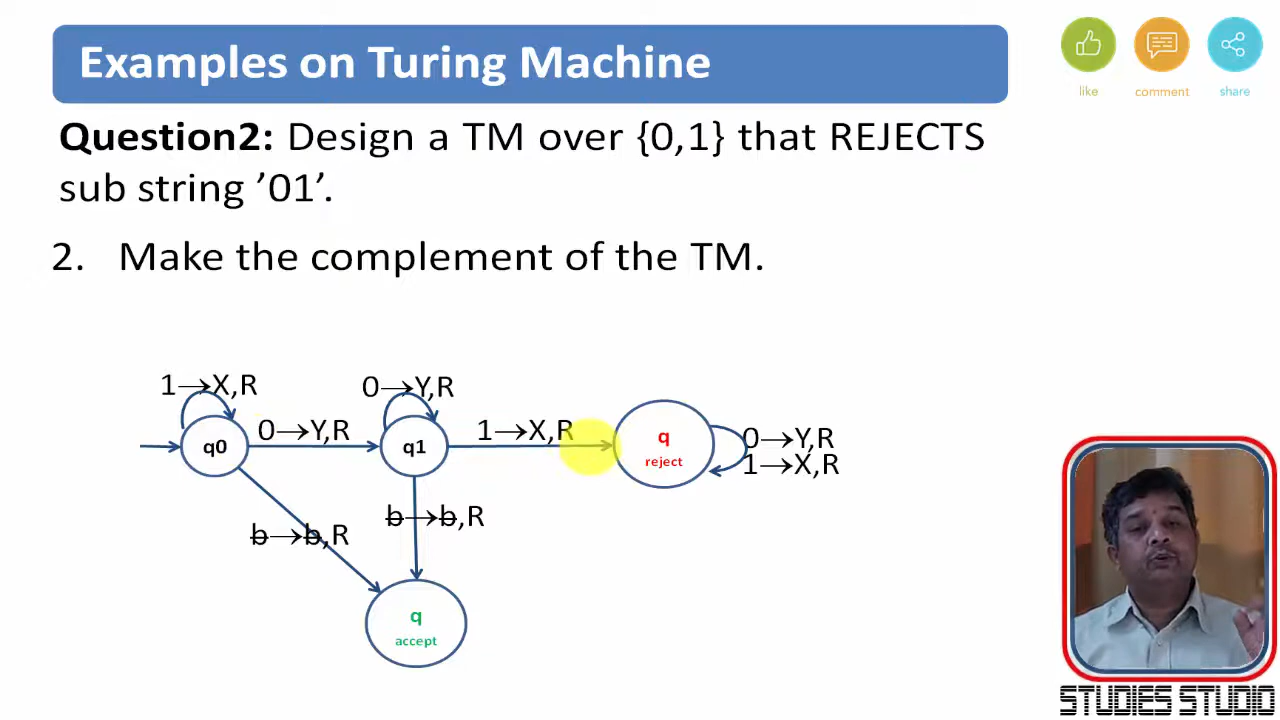 Examples on Turing Machine
like
comment
share
Question2: Design a TM over {0,1} that REJECTS
sub string ’01’.
2. Make the complement of the TM.
1→X,R
0→Y,R
q0
0→Y,R
q1
1→X,R
q
reject
0→Y,R
1→X,R
b→b,R
b→b,R
q
accept
STUDIES STUDIO